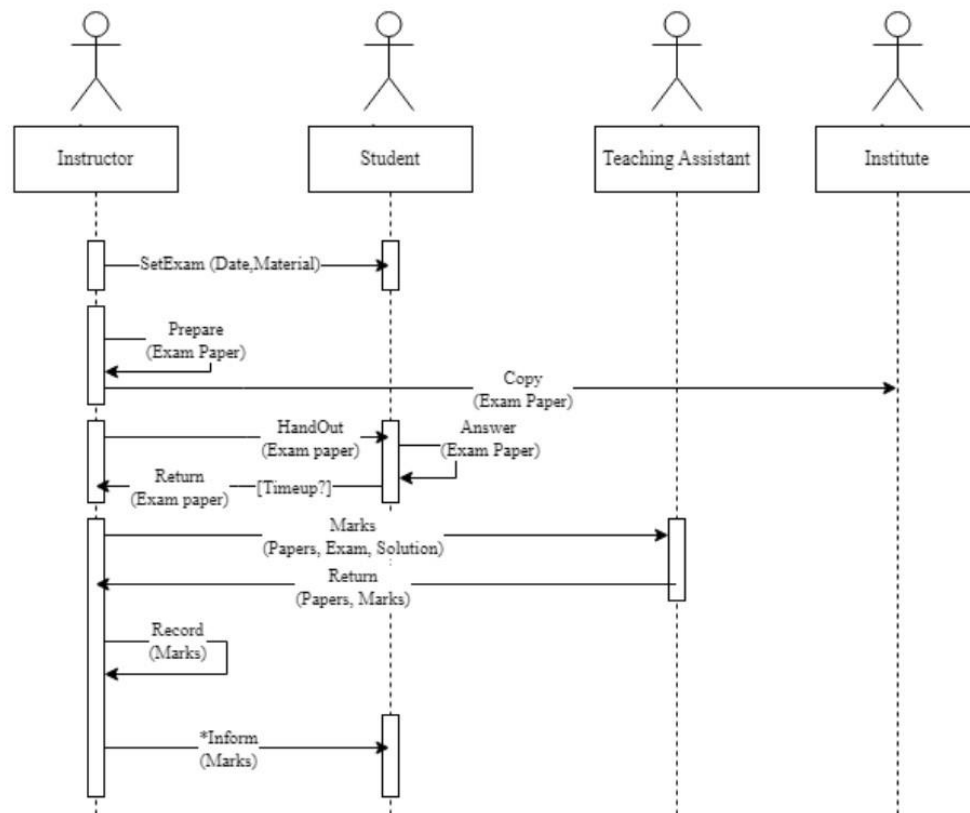 Instructor
Student
Teaching Assistant
Institute
SetExam (Date,Material)
Prepare
(Exam Paper)
Copy
(Exam Paper)
HandOut
(Exam paper)
Answer
(Exam Paper)
Return
(Exam paper)
[Timeup?]
Marks
(Papers, Exam, Solution)
Return
(Papers, Marks)
Record
(Marks)
*Inform
(Marks)